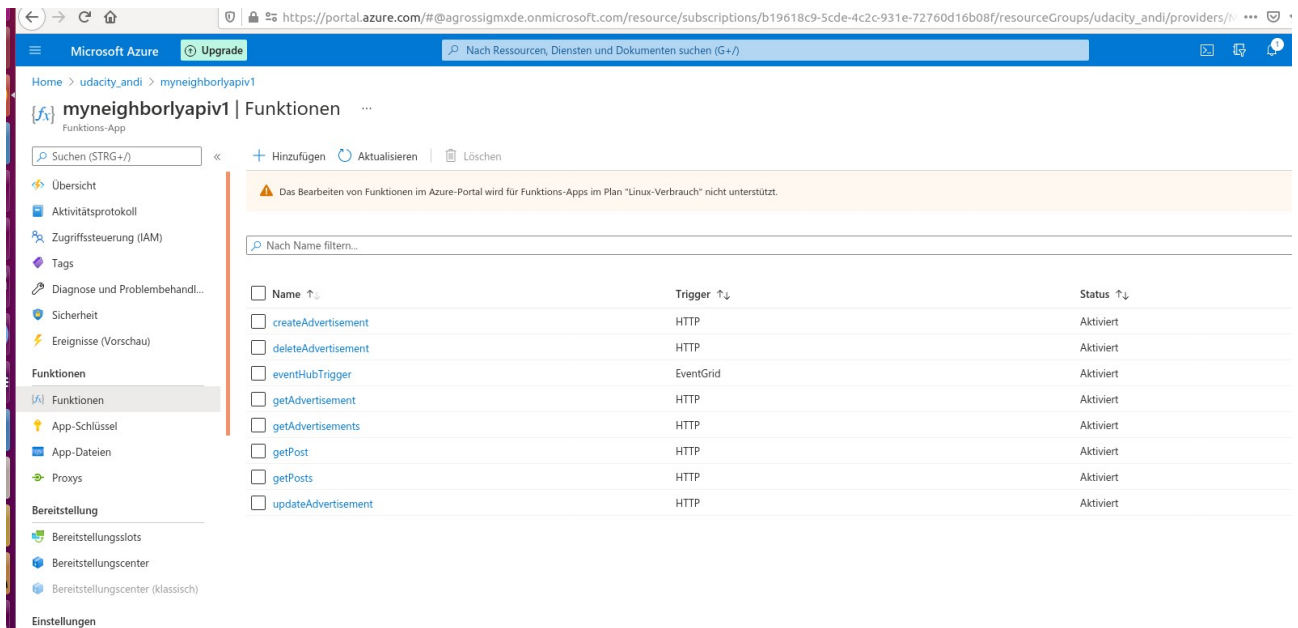 https://portal.azure.com/#@agrossigmxde.onmicrosoft.com/resource/subscriptions/b19618c9-5cde-4c2c-931e-72760d16b08f/resourceGroups/udacity_andi/providers/
Microsoft Azure Upgrade Nach Ressourcen, Diensten und Dokumenten suchen (G+/) 1
Home > udacity_andi > myneighborlyapiv1
myneighborlyapiv1 | Funktionen ...
Funktions-App
Suchen (STRG+/) «
+ Hinzufügen Aktualisieren Löschen
Das Bearbeiten von Funktionen im Azure-Portal wird für Funktions-Apps im Plan "Linux-Verbrauch" nicht unterstützt.
Übersicht
Aktivitätsprotokoll
Zugriffssteuerung (IAM)
Tags
Diagnose und Problembehandl...
Sicherheit
Ereignisse (Vorschau)
Funktionen
Funktionen
App-Schlüssel
App-Dateien
Proxys
Bereitstellung
Bereitstellungsslots
Bereitstellungscenter
Bereitstellungscenter (klassisch)
Einstellungen
Nach Name filtern...
Name ↑↓ Trigger ↑↓ Status ↑↓
createAdvertisement HTTP Aktiviert
deleteAdvertisement HTTP Aktiviert
eventHubTrigger EventGrid Aktiviert
getAdvertisement HTTP Aktiviert
getAdvertisements HTTP Aktiviert
getPost HTTP Aktiviert
getPosts HTTP Aktiviert
updateAdvertisement HTTP Aktiviert